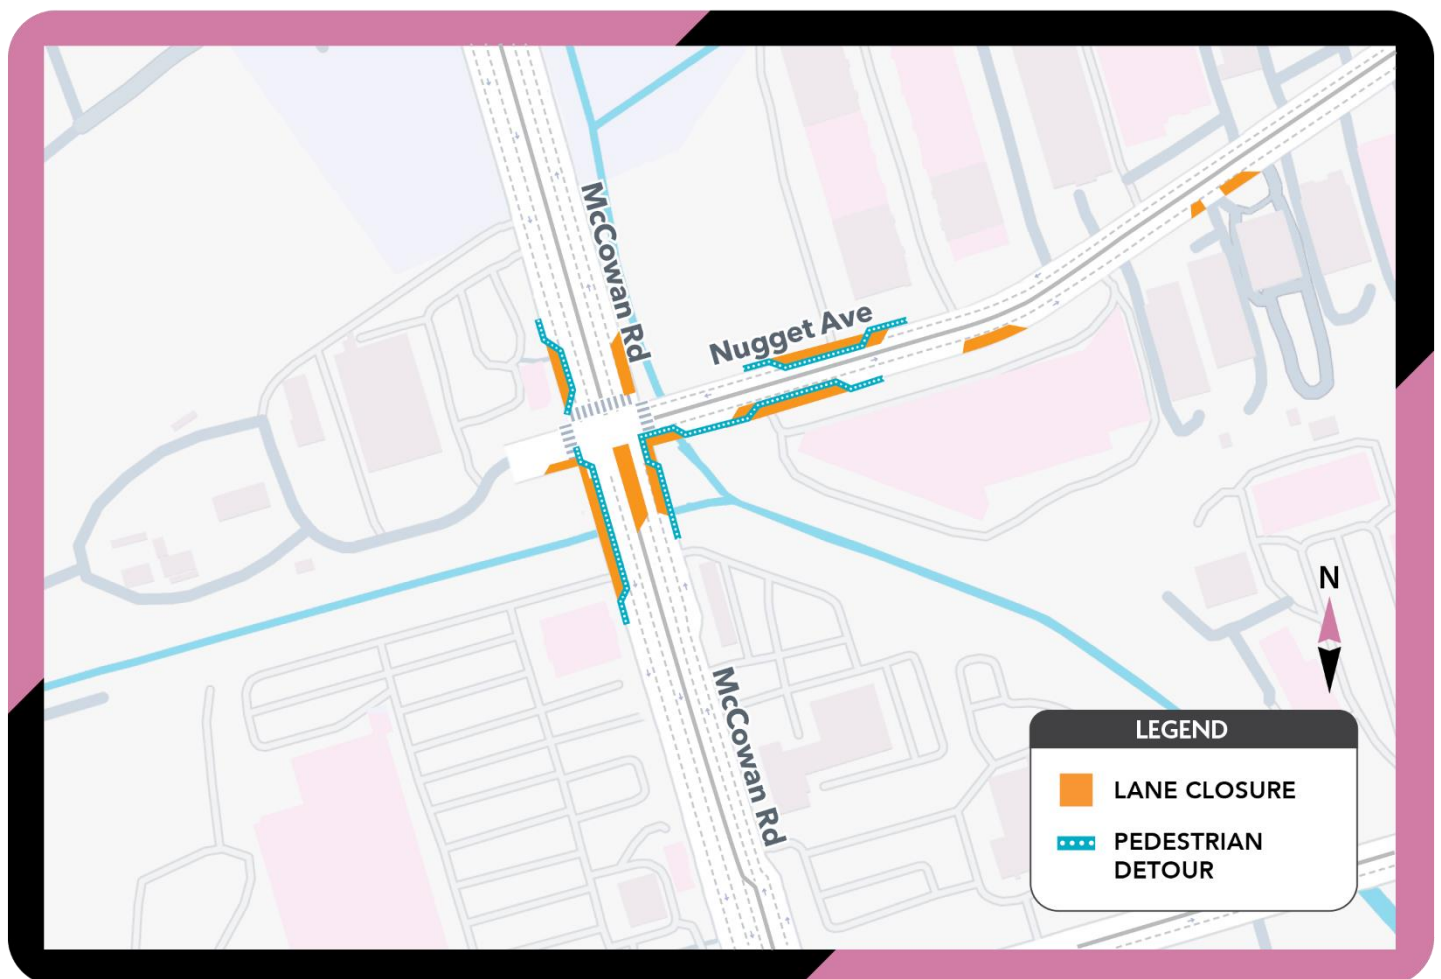 McCowan Rd
Nugget Ave
N
McCowan Rd
LEGEND
LANE CLOSURE
PEDESTRIAN
DETOUR